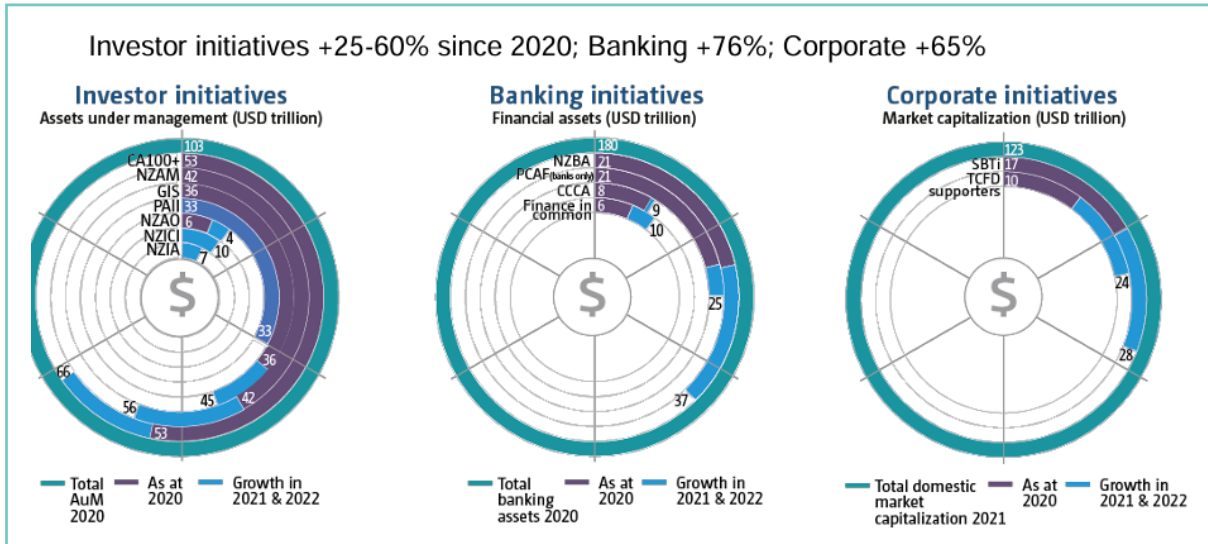 Investor initiatives +25-60% since 2020; Banking +76%; Corporate +65%
Investor initiatives
Assets under management (USD trillion)
103
CA100+ 53
NZAM 42
GIS 36
PAII 33
NZAO 6
NZICI
NZIA
4
10
7
33
36
45
42
56
53
66
$
Total AuM 2020
As at 2020
Growth in 2021 & 2022
Banking initiatives
Financial assets (USD trillion)
180
NZBA 21
PCAF (banks only) 21
CCCA 8
Finance in common 6
9
10
25
37
$
Total banking assets 2020
As at 2020
Growth in 2021 & 2022
Corporate initiatives
Market capitalization (USD trillion)
123
SBTi 17
TCFD supporters 10
24
28
$
Total domestic market capitalization 2021
As at 2020
Growth in 2021 & 2022